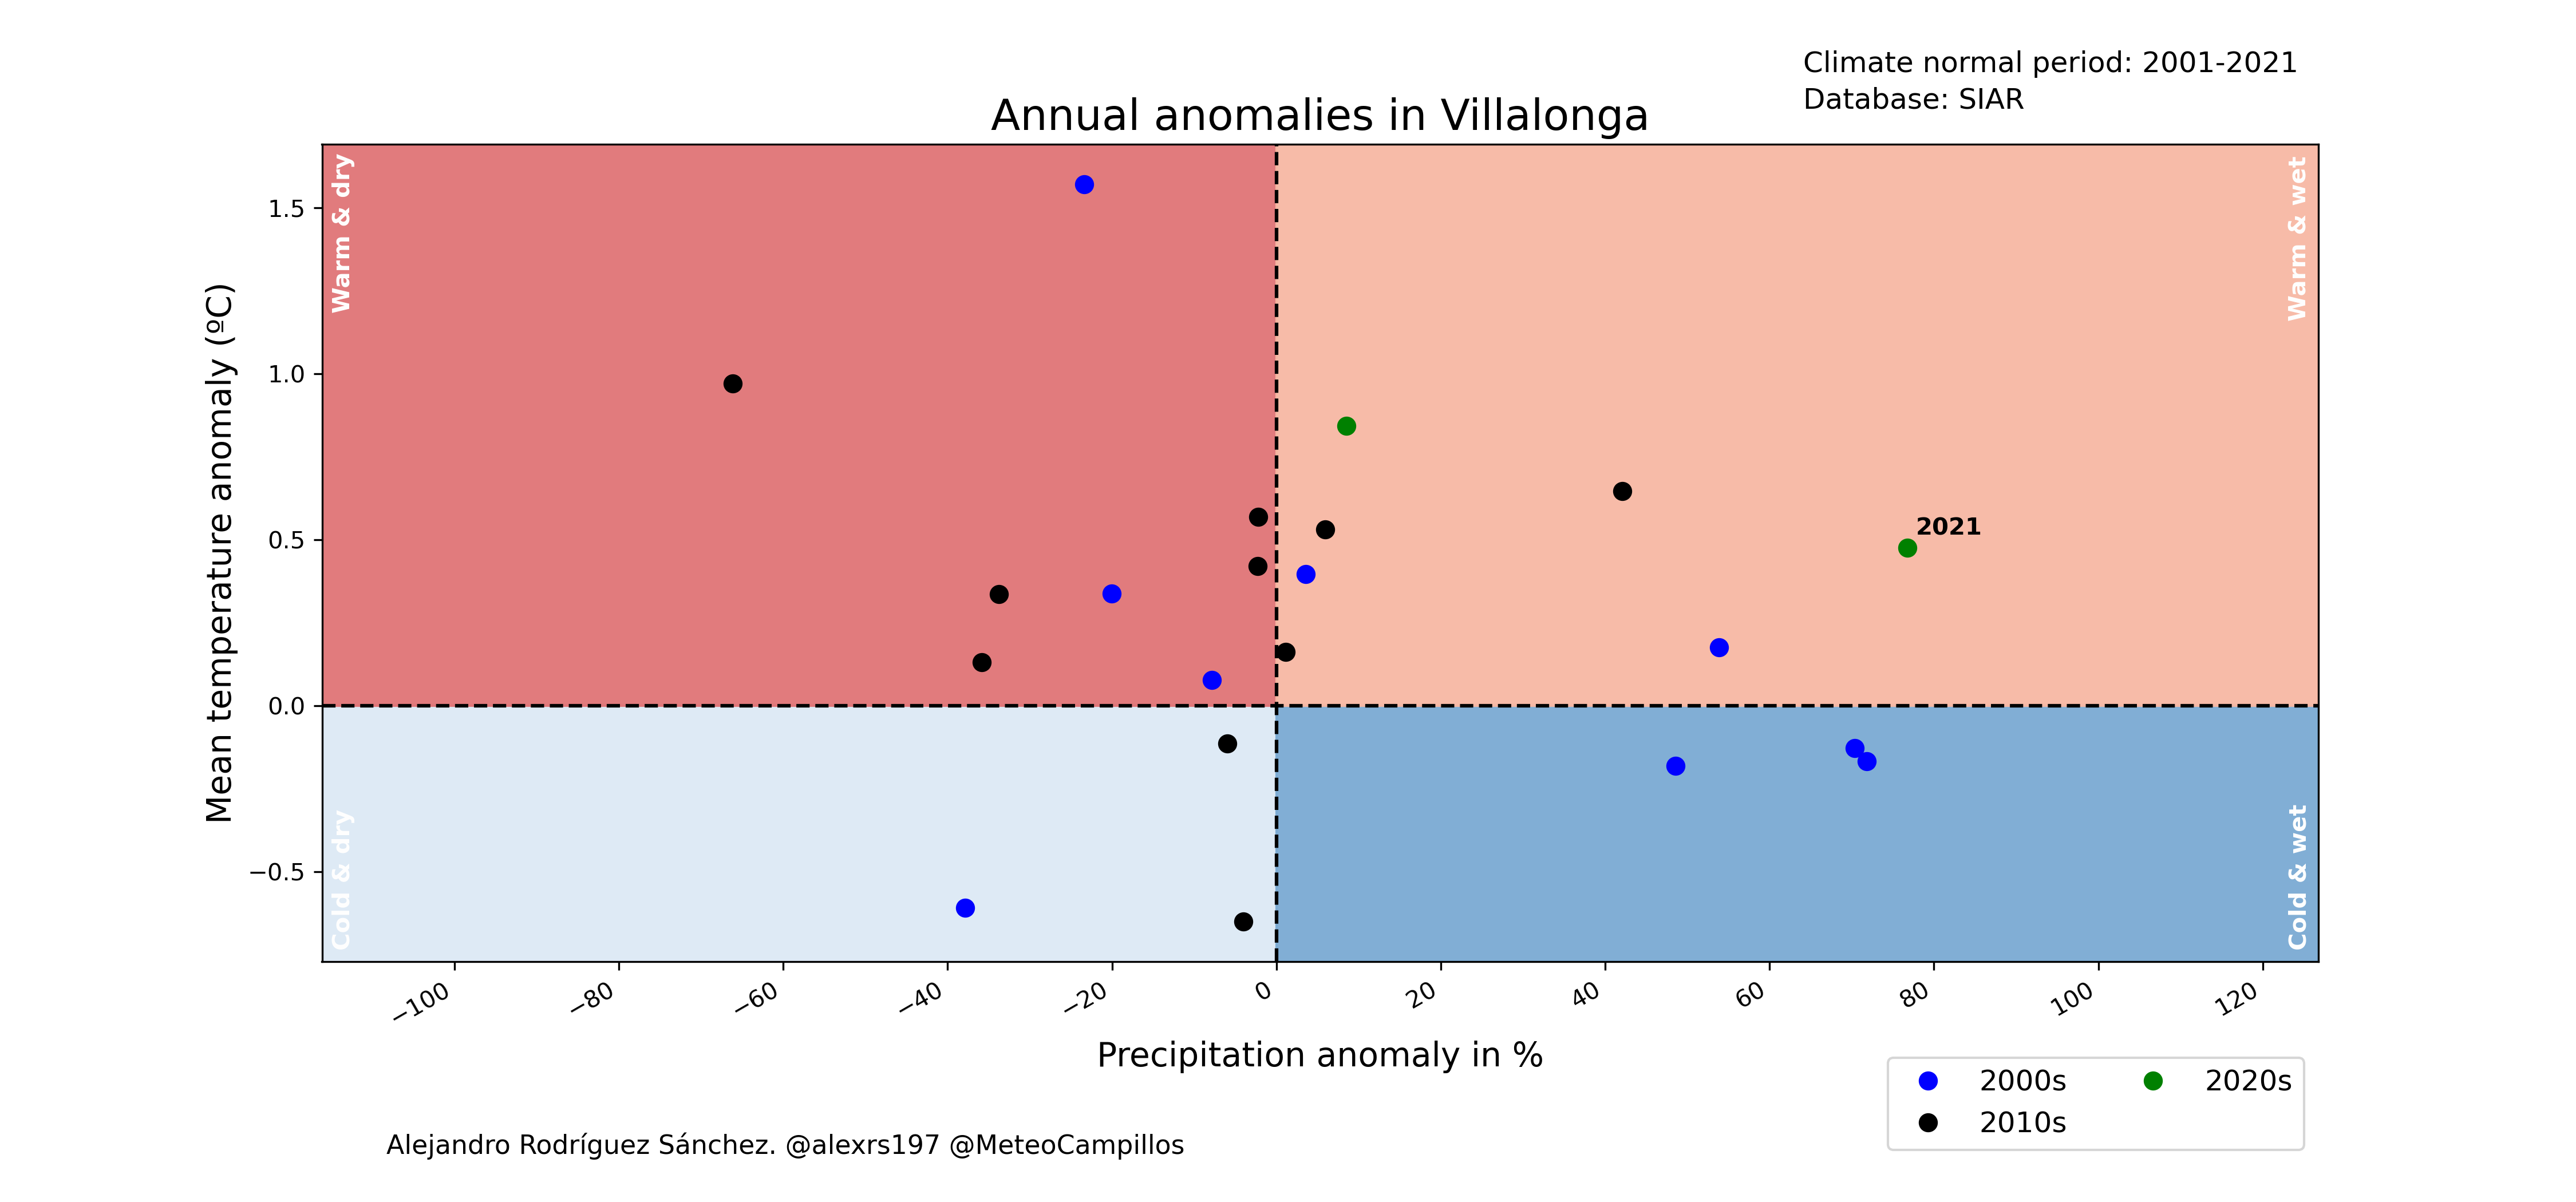 Climate normal period: 2001-2021
Database: SIAR
Annual anomalies in Villalonga
Warm & dry
Warm & wet
1.5
1.0
0.5
0.0
−0.5
Mean temperature anomaly (ºC)
2021
Cold & dry
Cold & wet
−100
−80
−60
−40
−20
0
20
40
60
80
100
120
Precipitation anomaly in %
2000s
2010s
2020s
Alejandro Rodríguez Sánchez. @alexrs197 @MeteoCampillos